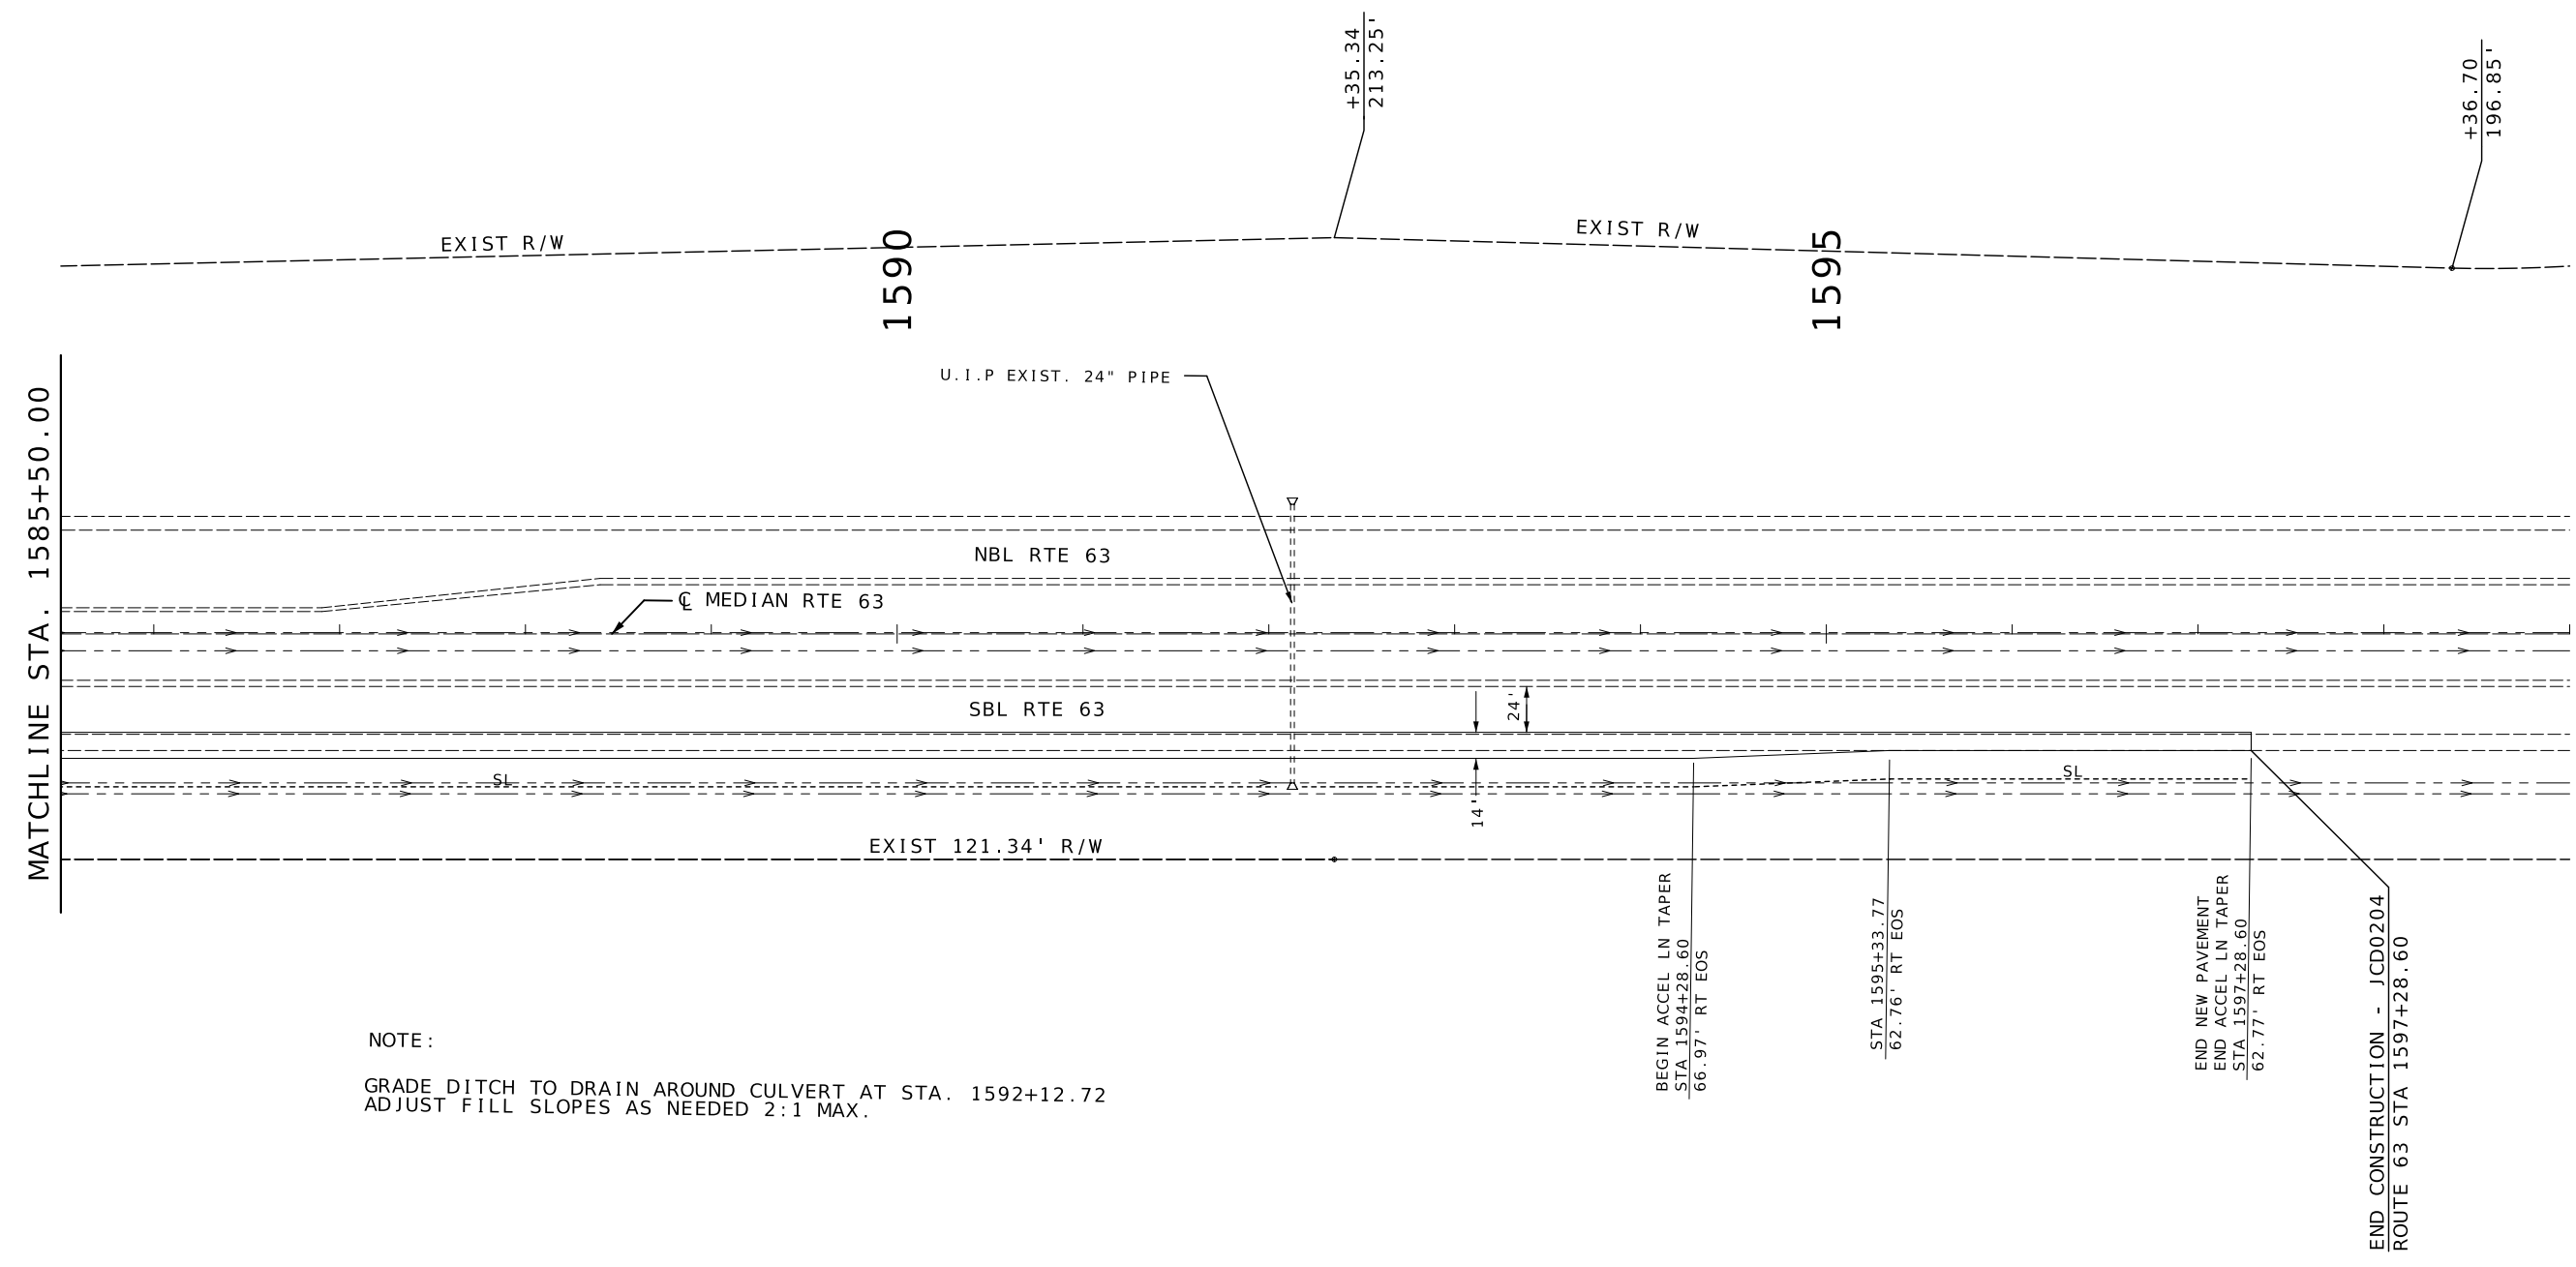 +35.34
213.25'
+36.70
196.85'
EXIST R/W
EXIST R/W
1590
1595
U.I.P EXIST. 24" PIPE
MATCHLINE STA. 1585+50.00
NBL RTE 63
℄ MEDIAN RTE 63
SBL RTE 63
24'
14'
SL
SL
EXIST 121.34' R/W
BEGIN ACCEL LN TAPER
STA 1594+28.60
66.97' RT EOS
STA 1595+33.77
62.76' RT EOS
END NEW PAVEMENT
END ACCEL LN TAPER
STA 1597+28.60
62.77' RT EOS
END CONSTRUCTION - JCD0204
ROUTE 63 STA 1597+28.60
NOTE:
GRADE DITCH TO DRAIN AROUND CULVERT AT STA. 1592+12.72
ADJUST FILL SLOPES AS NEEDED 2:1 MAX.